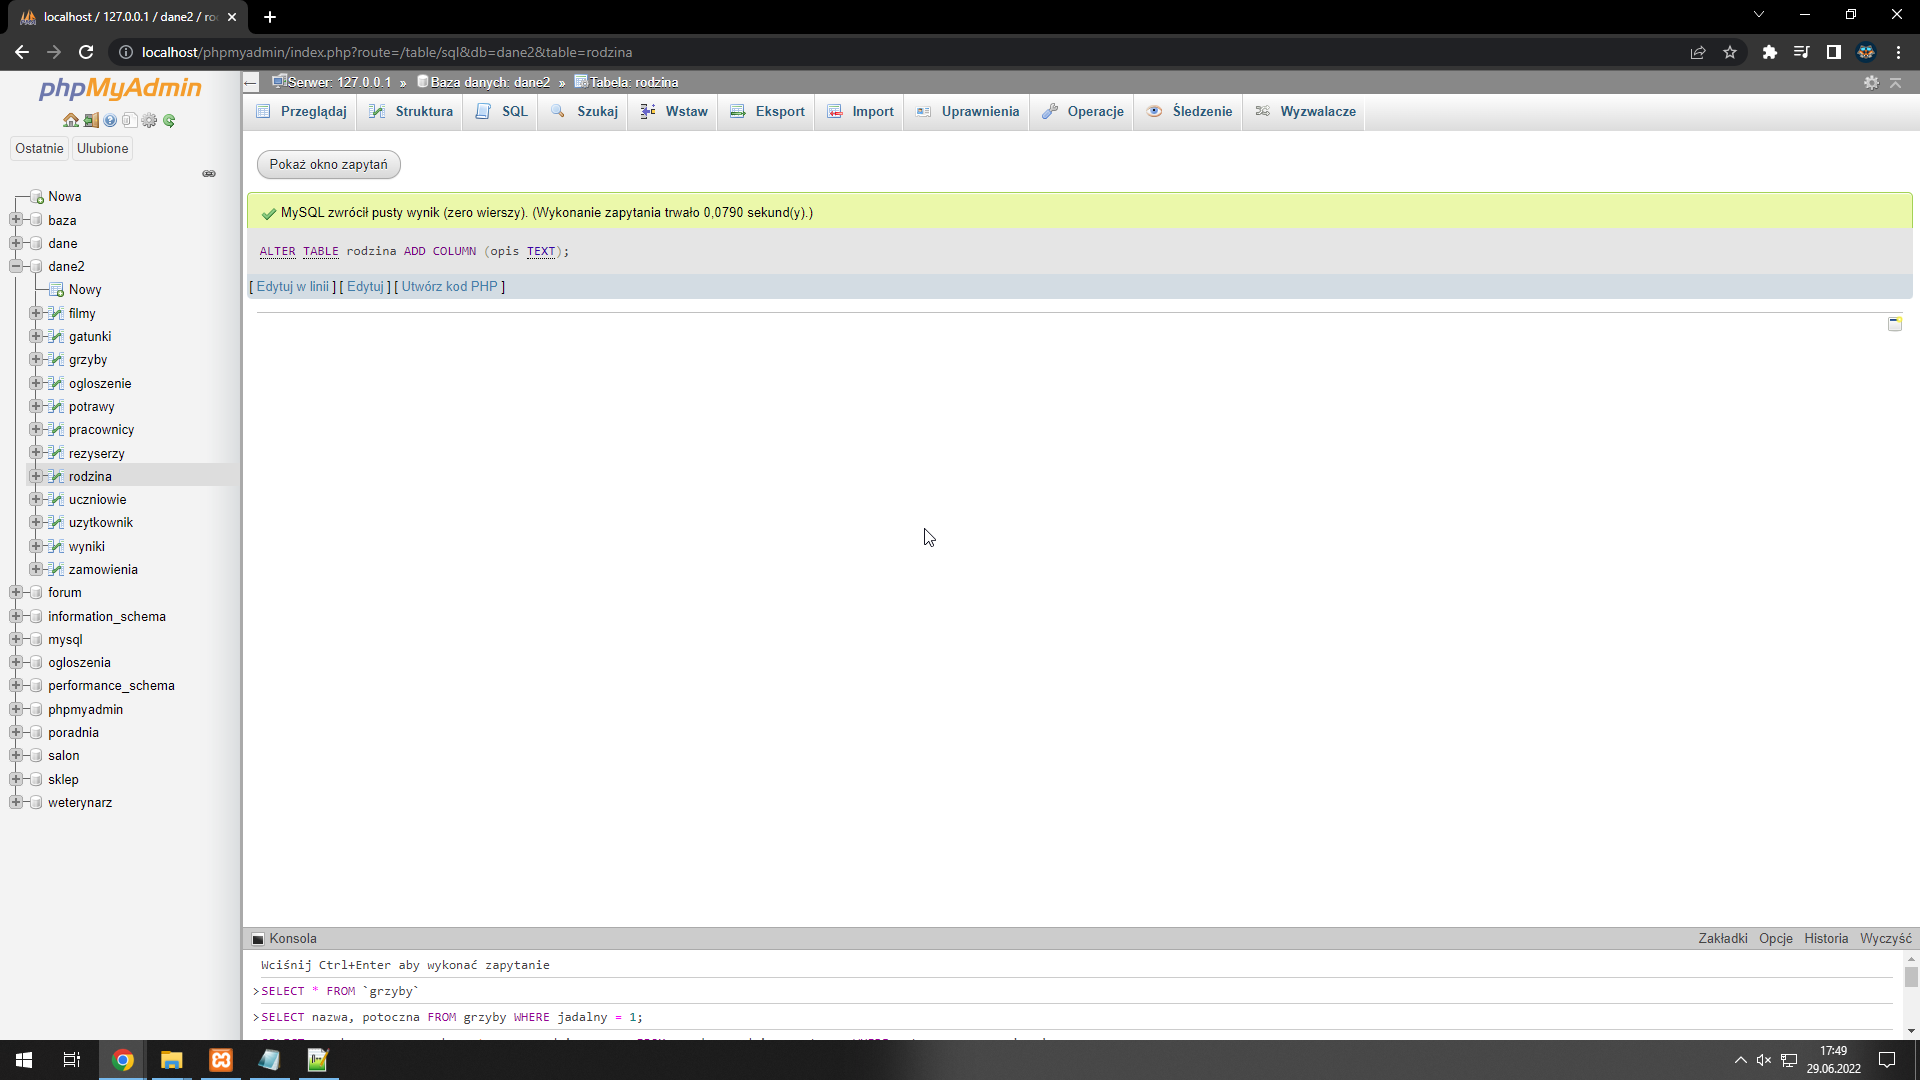 localhost / 127.0.0.1 / dane2 / ro
localhost/phpmyadmin/index.php?route=/table/sql&db=dane2&table=rodzina
phpMyAdmin
Ostatnie
Ulubione
Nowa
baza
dane
dane2
Nowy
filmy
gatunki
grzyby
ogloszenie
potrawy
pracownicy
rezyserzy
rodzina
uczniowie
uzytkownik
wyniki
zamowienia
forum
information_schema
mysql
ogloszenia
performance_schema
phpmyadmin
poradnia
salon
sklep
weterynarz
Serwer: 127.0.0.1 » Baza danych: dane2 » Tabela: rodzina
Przeglądaj Struktura SQL Szukaj Wstaw Eksport Import Uprawnienia Operacje Śledzenie Wyzwalacze
Pokaż okno zapytań
MySQL zwrócił pusty wynik (zero wierszy). (Wykonanie zapytania trwało 0,0790 sekund(y).)
ALTER TABLE rodzina ADD COLUMN (opis TEXT);
[ Edytuj w linii ] [ Edytuj ] [ Utwórz kod PHP ]
Konsola
Zakładki Opcje Historia Wyczyść
Wciśnij Ctrl+Enter aby wykonać zapytanie
>SELECT * FROM `grzyby`
>SELECT nazwa, potoczna FROM grzyby WHERE jadalny = 1;
17:49
29.06.2022